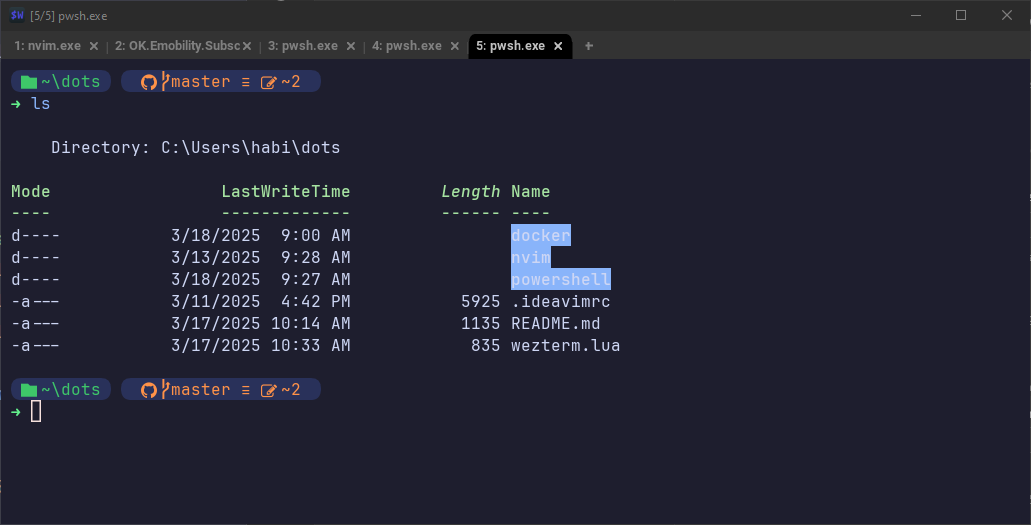 SW [5/5] pwsh.exe
1: nvim.exe × 2: OK.Emobility.Subsc× 3: pwsh.exe × 4: pwsh.exe × 5: pwsh.exe × +
~\dots master ≡ ~2
➜ ls
Directory: C:\Users\habi\dots
Mode LastWriteTime Length Name
---- ------------- ------ ----
d---- 3/18/2025 9:00 AM docker
d---- 3/13/2025 9:28 AM nvim
d---- 3/18/2025 9:27 AM powershell
-a--- 3/11/2025 4:42 PM 5925 .ideavimrc
-a--- 3/17/2025 10:14 AM 1135 README.md
-a--- 3/17/2025 10:33 AM 835 wezterm.lua
~\dots master ≡ ~2
➜